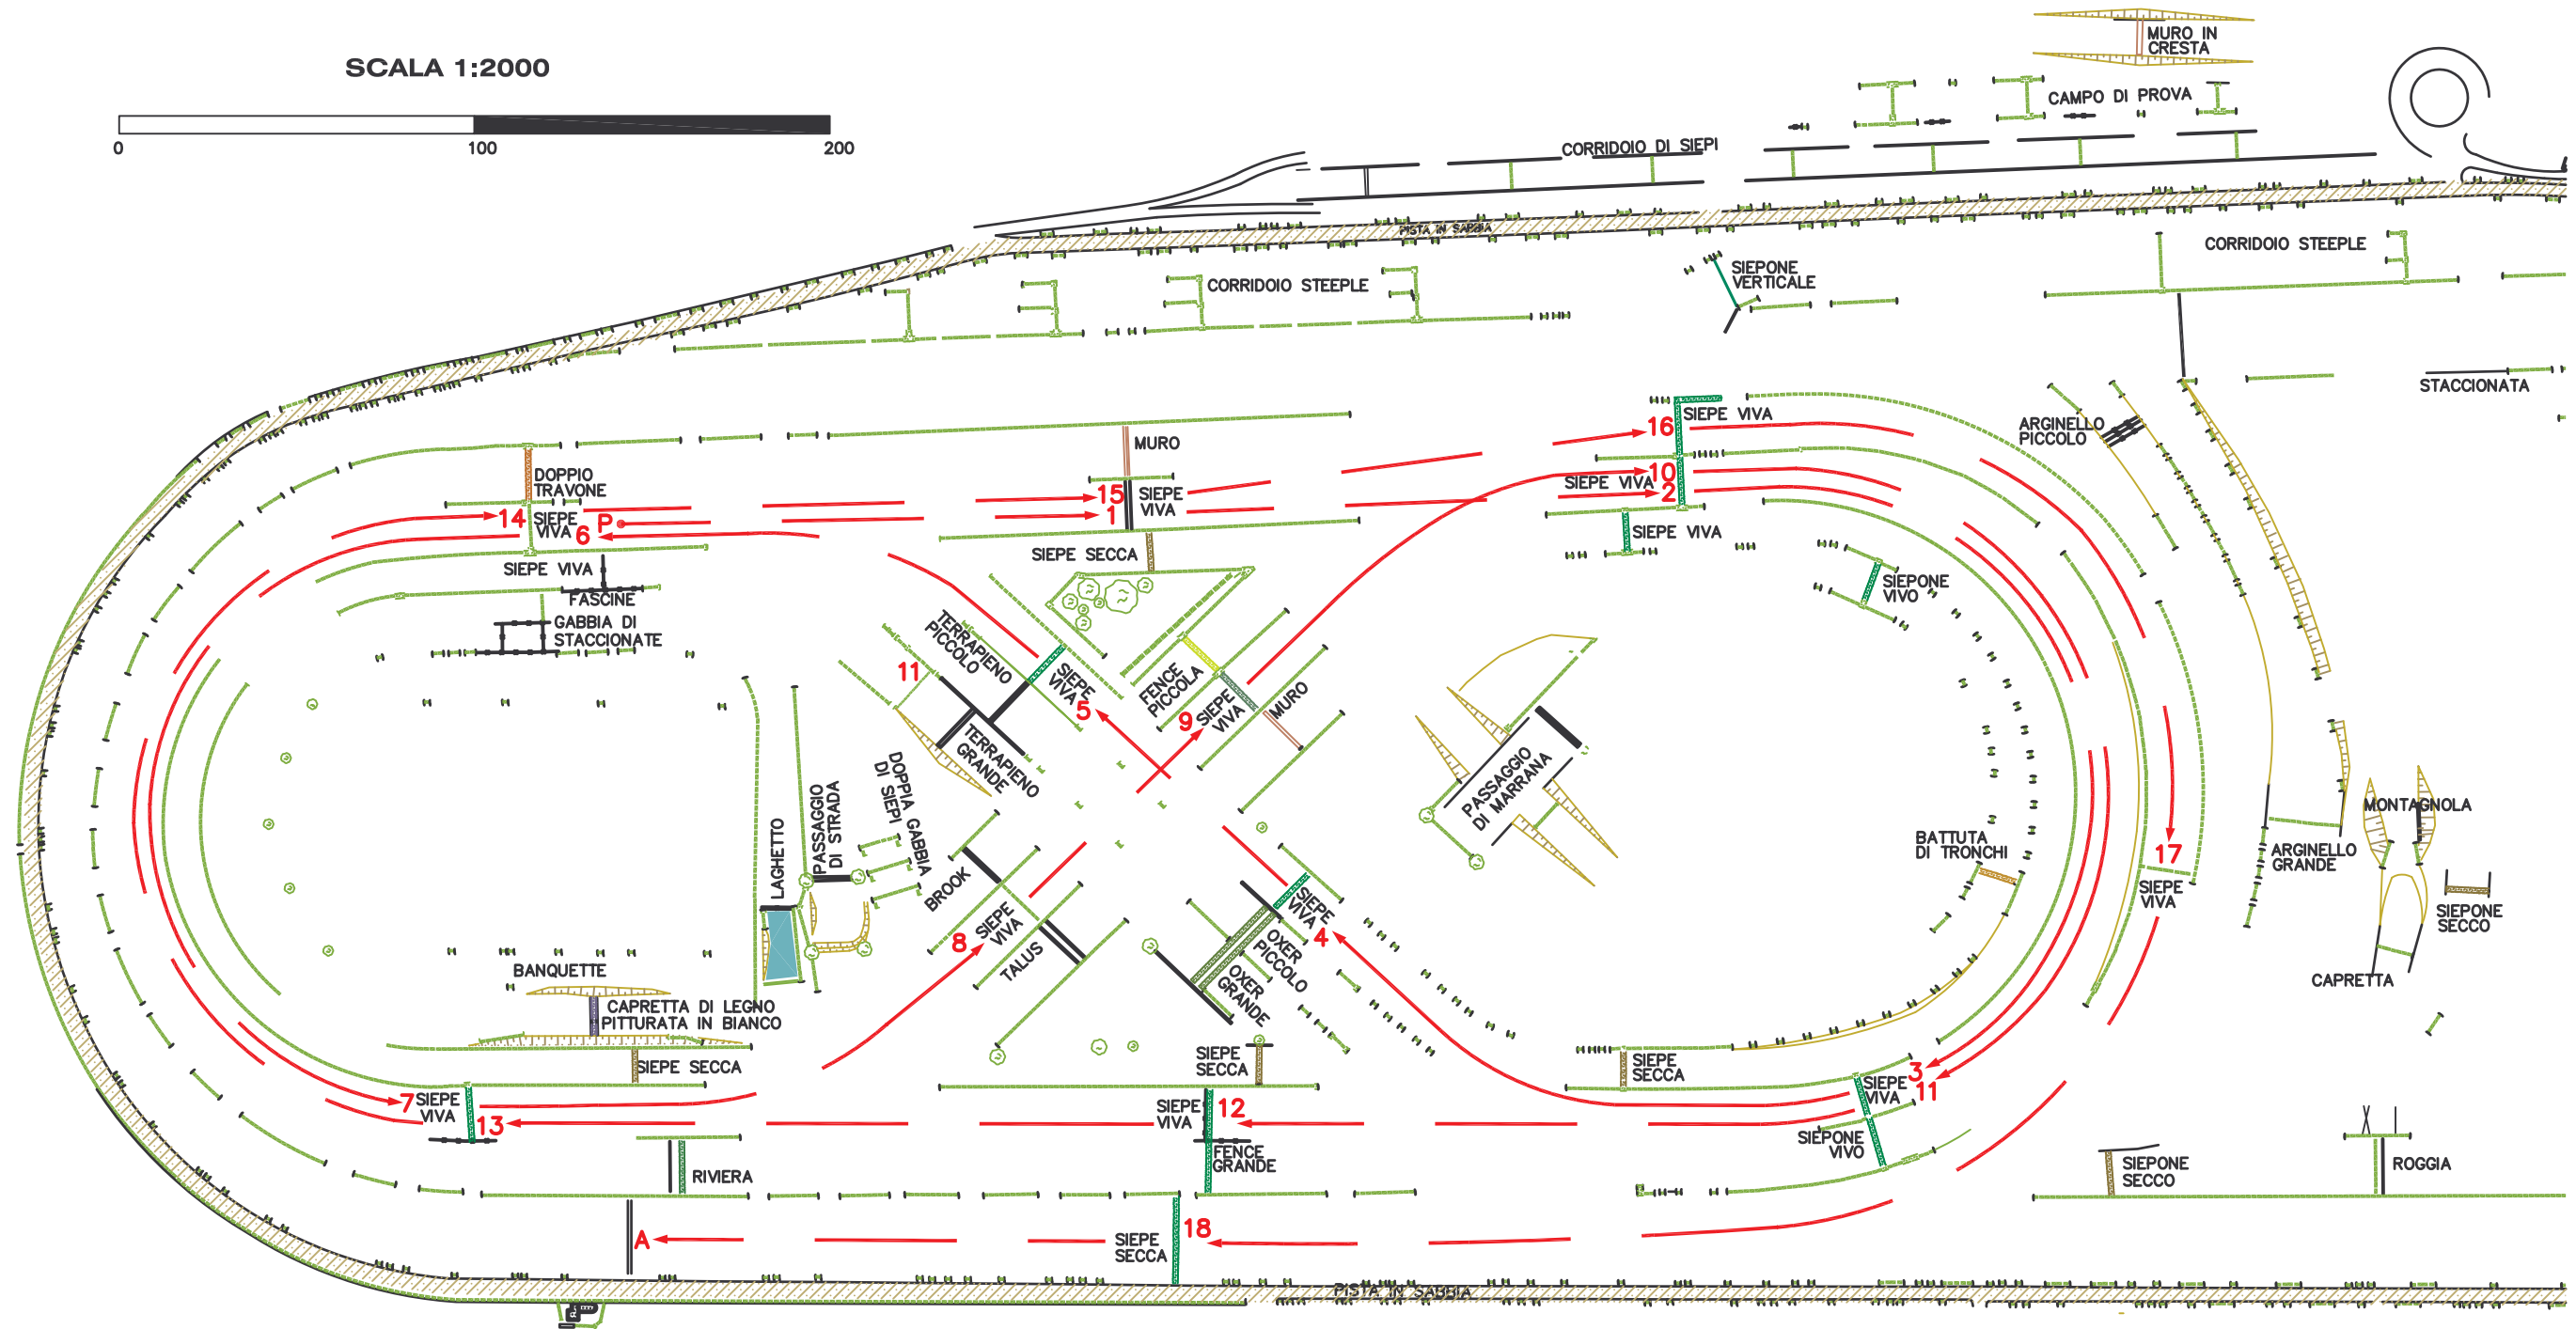 SCALA 1:2000
0
100
200
MURO IN
CRESTA
CAMPO DI PROVA
CORRIDOIO DI SIEPI
PISTA IN SABBIA
CORRIDOIO STEEPLE
SIEPONE
VERTICALE
CORRIDOIO STEEPLE
STACCIONATA
ARGINELLO
PICCOLO
16
SIEPE VIVA
MURO
10
SIEPE VIVA
2
SIEPE VIVA
DOPPIO
TRAVONE
14
SIEPE
VIVA
P
6
15
SIEPE
VIVA
1
SIEPE SECCA
SIEPE VIVA
FASCINE
GABBIA DI
STACCIONATE
SIEPONE
VIVO
TERRAPIENO
PICCOLO
11
SIEPE
VIVA
5
FENCE
PICCOLA
9
SIEPE
VIVA
MURO
TERRAPIENO
GRANDE
PASSAGGIO
DI MARRANA
DOPPIA GABBIA
DI SIEPI
PASSAGGIO
DI STRADA
LAGHETTO
BROOK
8
SIEPE
VIVA
TALUS
SIEPE
VIVA
4
OXER
PICCOLO
OXER
GRANDE
BATTUTA
DI TRONCHI
17
SIEPE
VIVA
MONTAGNOLA
ARGINELLO
GRANDE
SIEPONE
SECCO
CAPRETTA
BANQUETTE
CAPRETTA DI LEGNO
PITTURATA IN BIANCO
SIEPE SECCA
SIEPE
SECCA
SIEPE
SECCA
3
11
SIEPE
VIVA
7
SIEPE
VIVA
13
SIEPE
VIVA
12
FENCE
GRANDE
SIEPONE
VIVO
RIVIERA
SIEPONE
SECCO
ROGGIA
A
SIEPE
SECCA
18
PISTA IN SABBIA